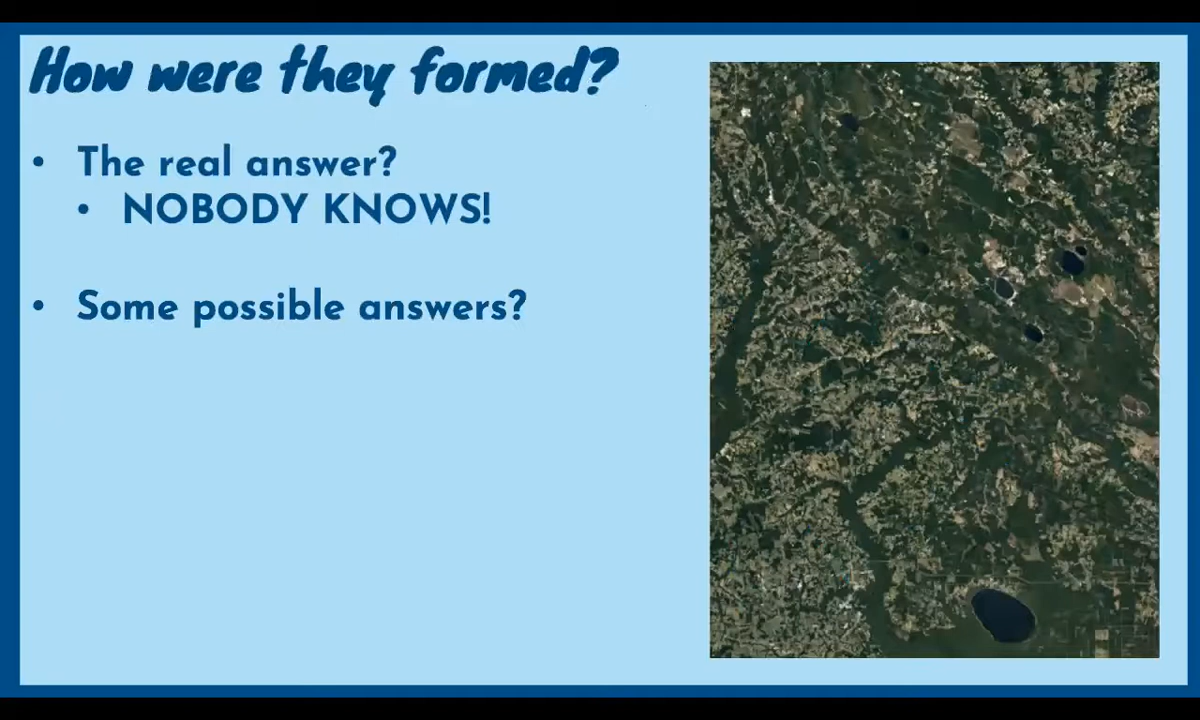 How were they formed?
• The real answer?
• NOBODY KNOWS!
• Some possible answers?